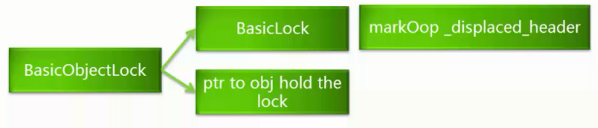 BasicLock
markOop _displaced_header
BasicObjectLock
ptr to obj hold the
lock